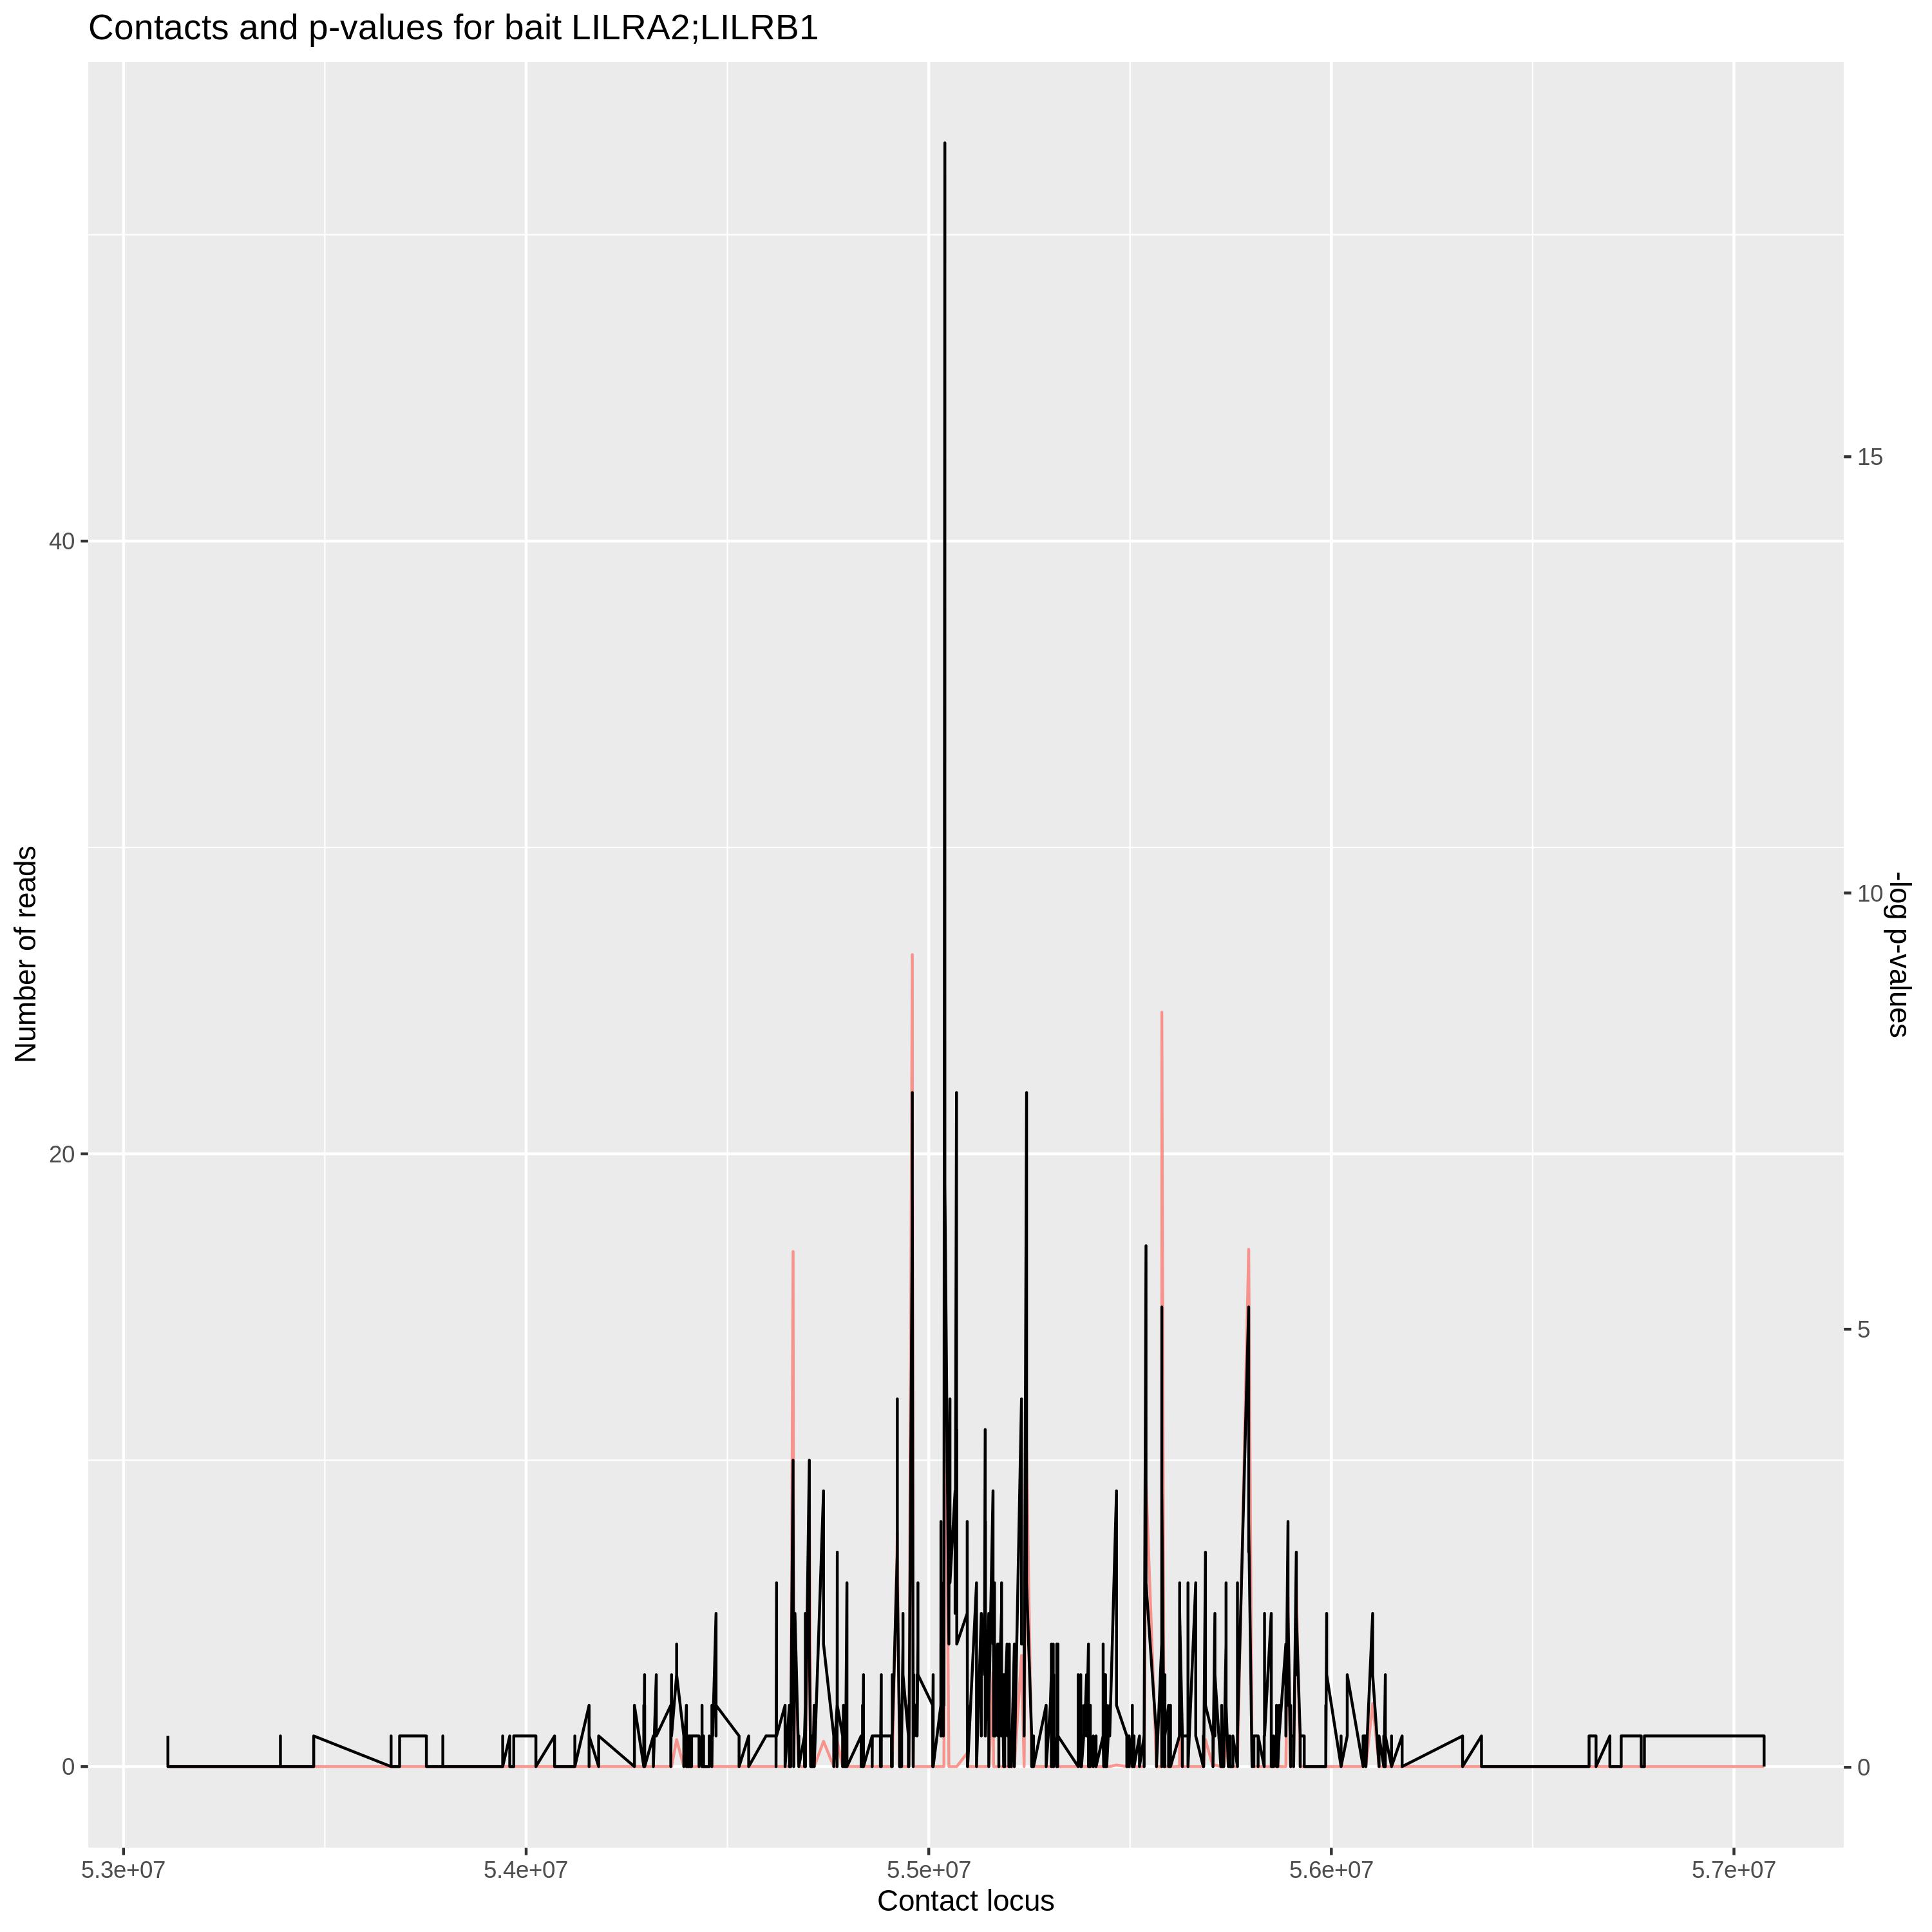 Contacts and p-values for bait LILRA2;LILRB1
Number of reads
40
20
0
15
10
5
0
-log p-values
5.3e+07
5.4e+07
5.5e+07
5.6e+07
5.7e+07
Contact locus